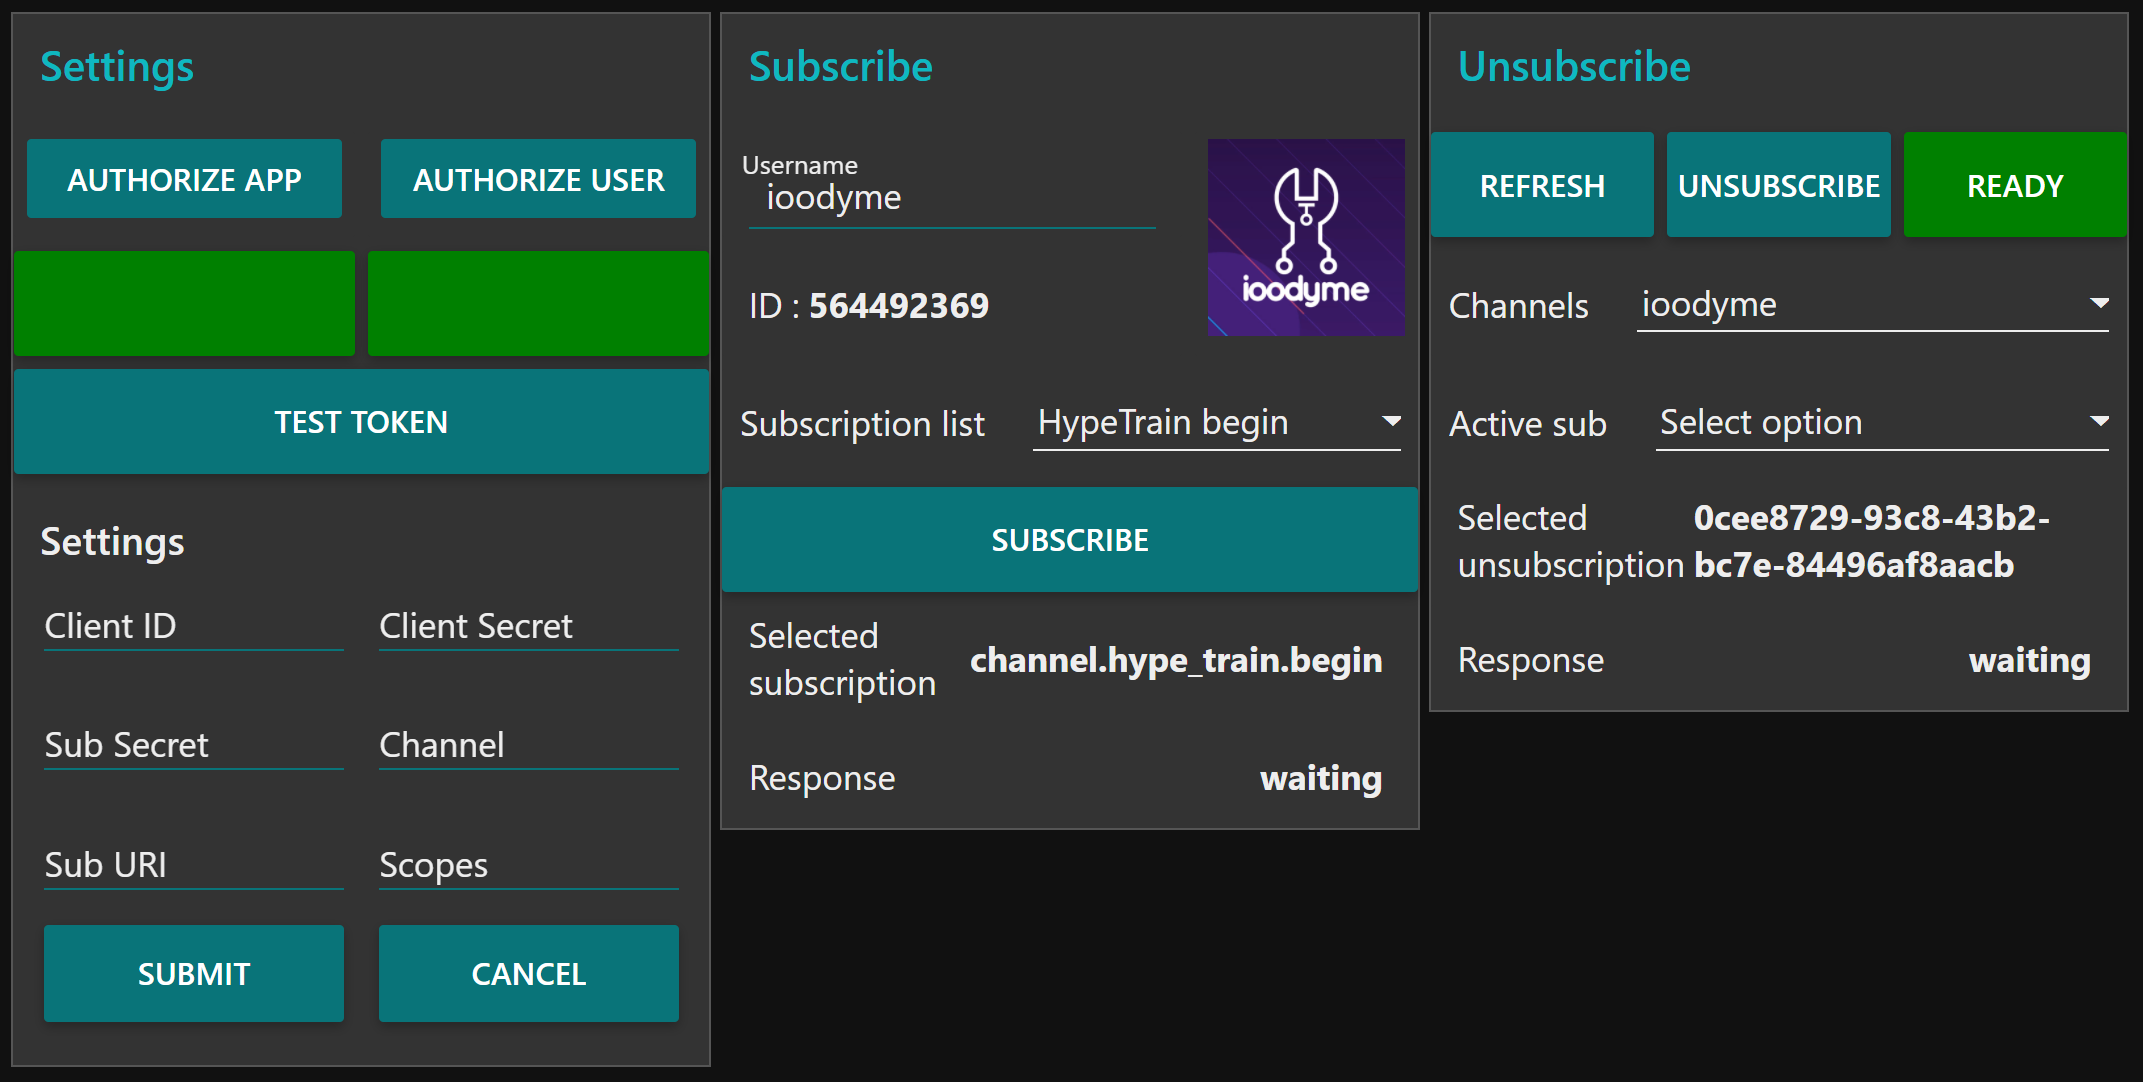 Settings
AUTHORIZE APP
AUTHORIZE USER
TEST TOKEN
Settings
Client ID
Client Secret
Sub Secret
Channel
Sub URI
Scopes
SUBMIT
CANCEL
Subscribe
Username
ioodyme
ioodyme
ID : 564492369
Subscription list
HypeTrain begin
SUBSCRIBE
Selected
subscription
channel.hype_train.begin
Response
waiting
Unsubscribe
REFRESH
UNSUBSCRIBE
READY
Channels
ioodyme
Active sub
Select option
Selected
unsubscription
0cee8729-93c8-43b2-
bc7e-84496af8aacb
Response
waiting